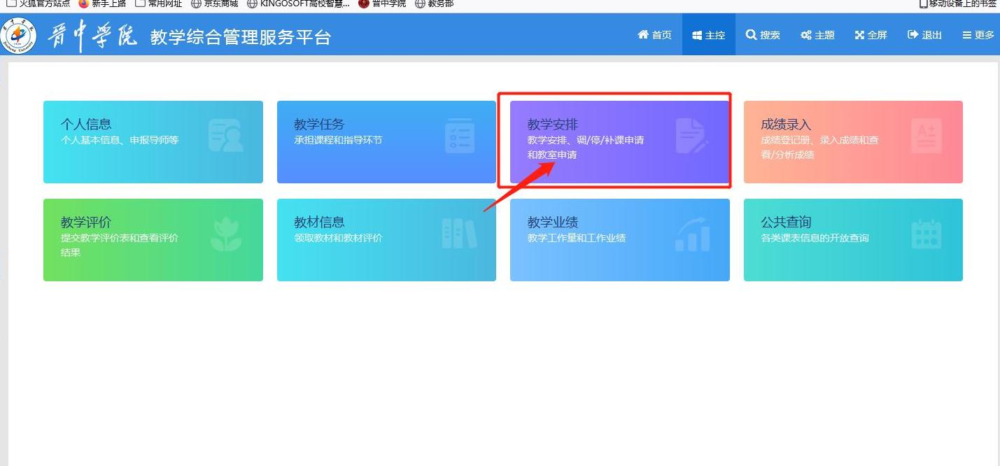 火狐官方站点 新手上路 常用网址 京东商城 KINGOSOFT高校智慧... 晋中学院 教务部 移动设备上的书签
晋中学院 教学综合管理服务平台 首页 主控 搜索 主题 全屏 退出 更多
个人信息
个人基本信息、申报导师等
教学任务
承担课程和指导环节
教学安排
教学安排、调/停/补课申请
和教室申请
成绩录入
成绩登记册、录入成绩和查
看/分析成绩
A±
教学评价
提交教学评价表和查看评价
结果
教材信息
领取教材和教材评价
教学业绩
教学工作量和工作业绩
公共查询
各类课表信息的开放查询